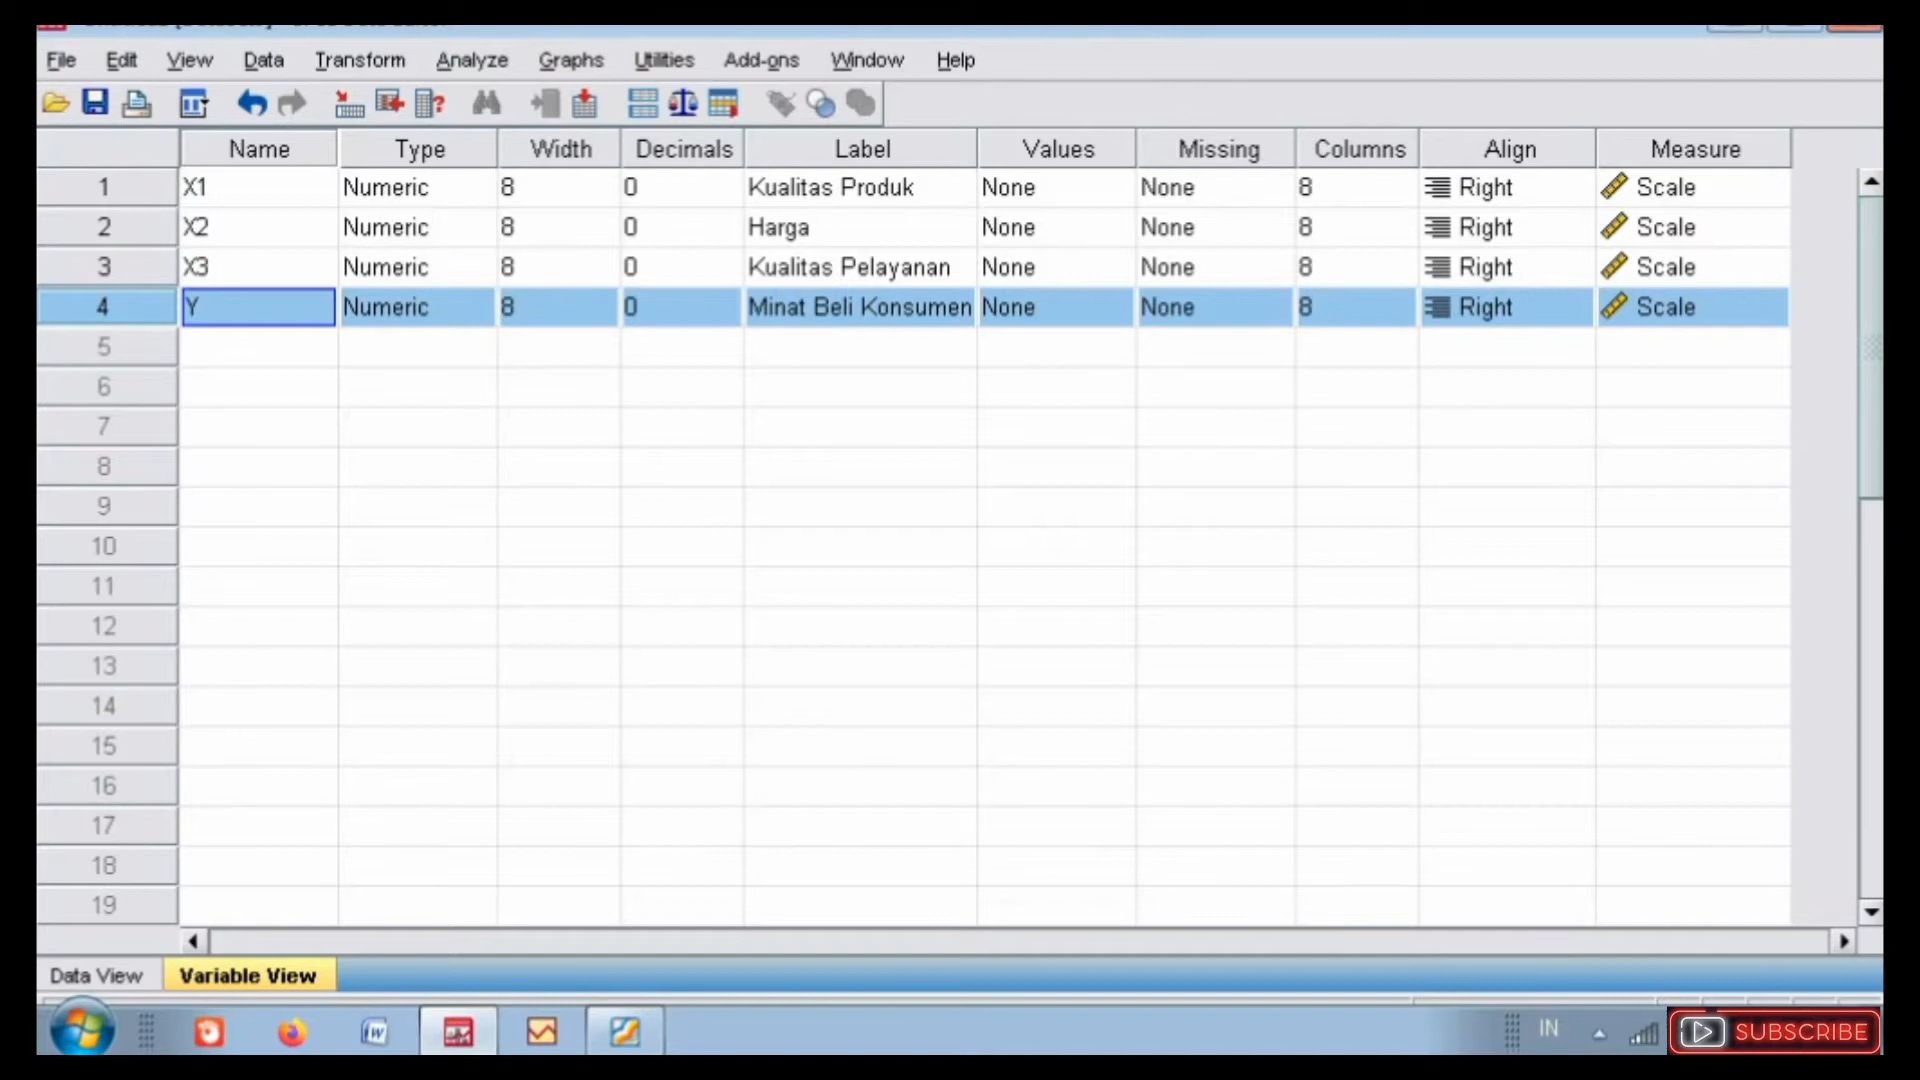 File Edit View Data Transform Analyze Graphs Utilities Add-ons Window Help
Name Type Width Decimals Label Values Missing Columns Align Measure
1 X1 Numeric 8 0 Kualitas Produk None None 8 Right Scale
2 X2 Numeric 8 0 Harga None None 8 Right Scale
3 X3 Numeric 8 0 Kualitas Pelayanan None None 8 Right Scale
4 Y Numeric 8 0 Minat Beli Konsumen None None 8 Right Scale
5
6
7
8
9
10
11
12
13
14
15
16
17
18
19
Data View Variable View
IN SUBSCRIBE